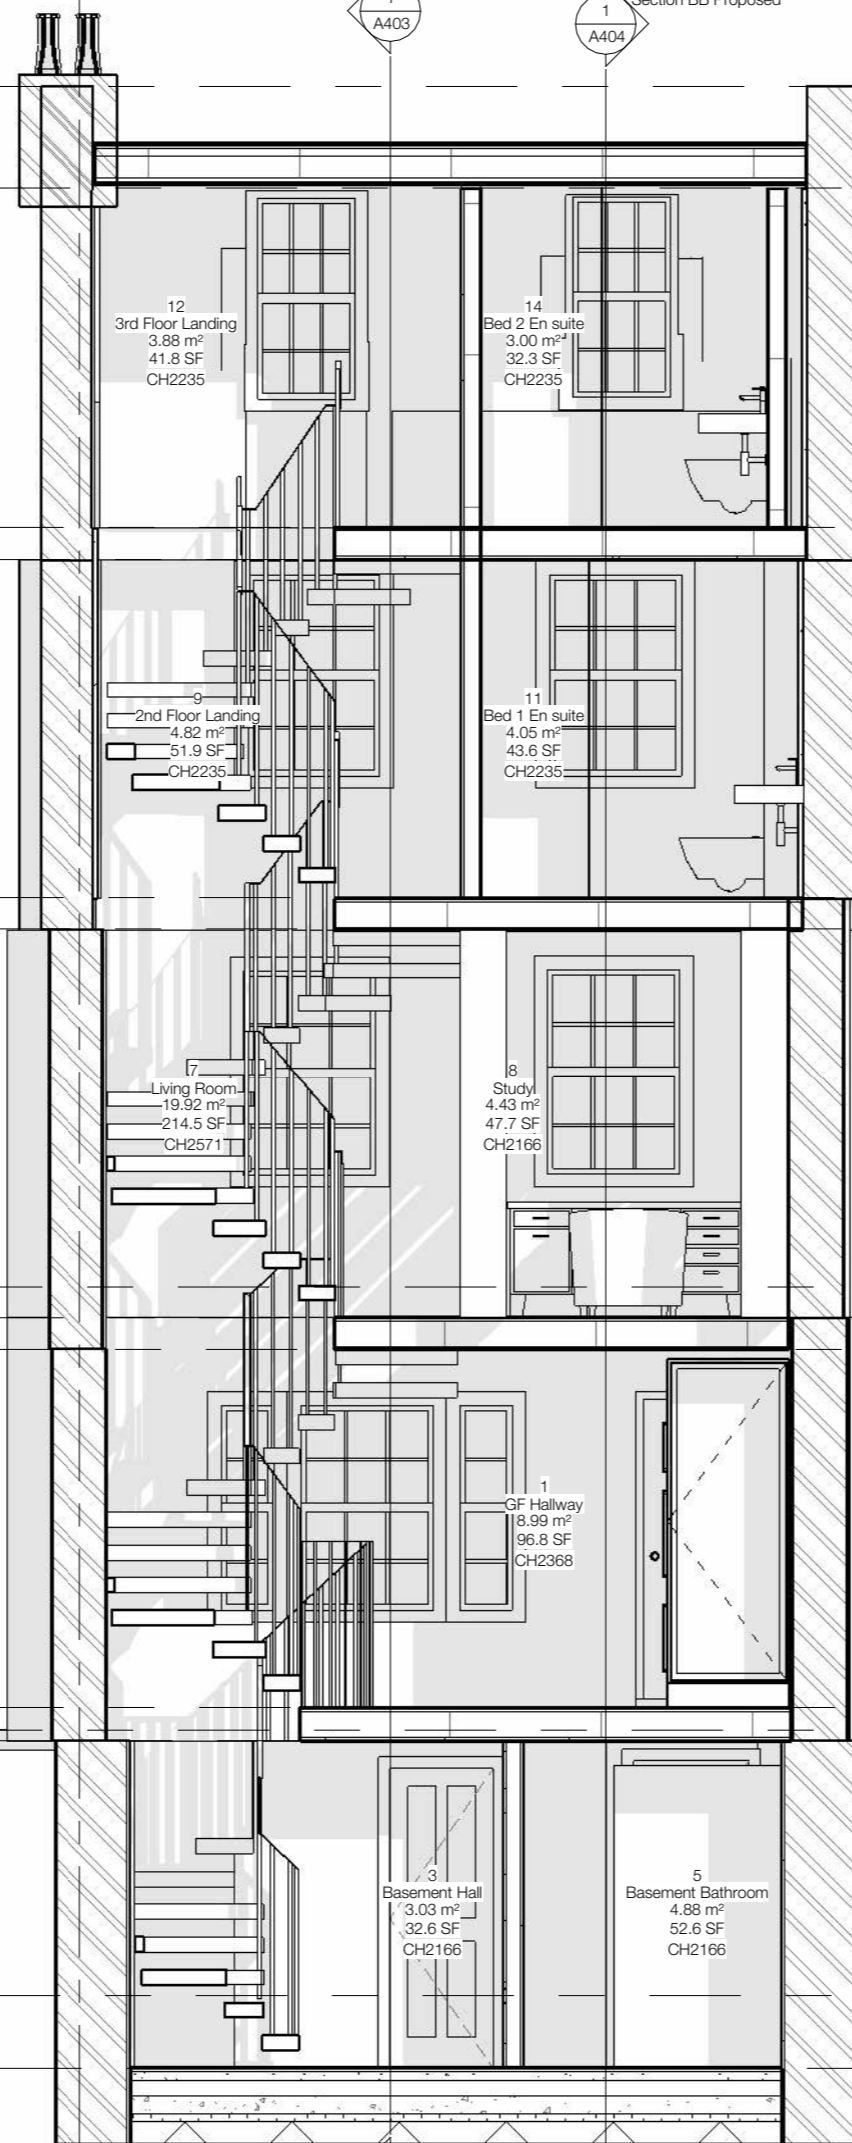 Section BB Proposed
A403
1
A404
12
3rd Floor Landing
3.88 m²
41.8 SF
CH2235
14
Bed 2 En suite
3.00 m²
32.3 SF
CH2235
9
2nd Floor Landing
4.82 m²
51.9 SF
CH2235
11
Bed 1 En suite
4.05 m²
43.6 SF
CH2235
7
Living Room
19.92 m²
214.5 SF
CH2571
8
Study
4.43 m²
47.7 SF
CH2166
1
GF Hallway
8.99 m²
96.8 SF
CH2368
3
Basement Hall
3.03 m²
32.6 SF
CH2166
5
Basement Bathroom
4.88 m²
52.6 SF
CH2166